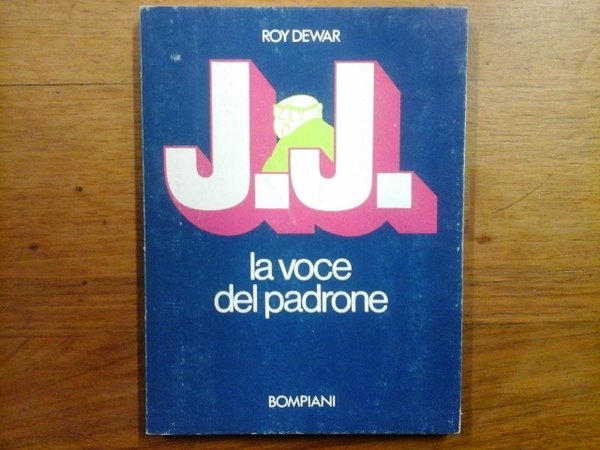 ROY DEWAR
J.J.
la voce
del padrone
BOMPIANI